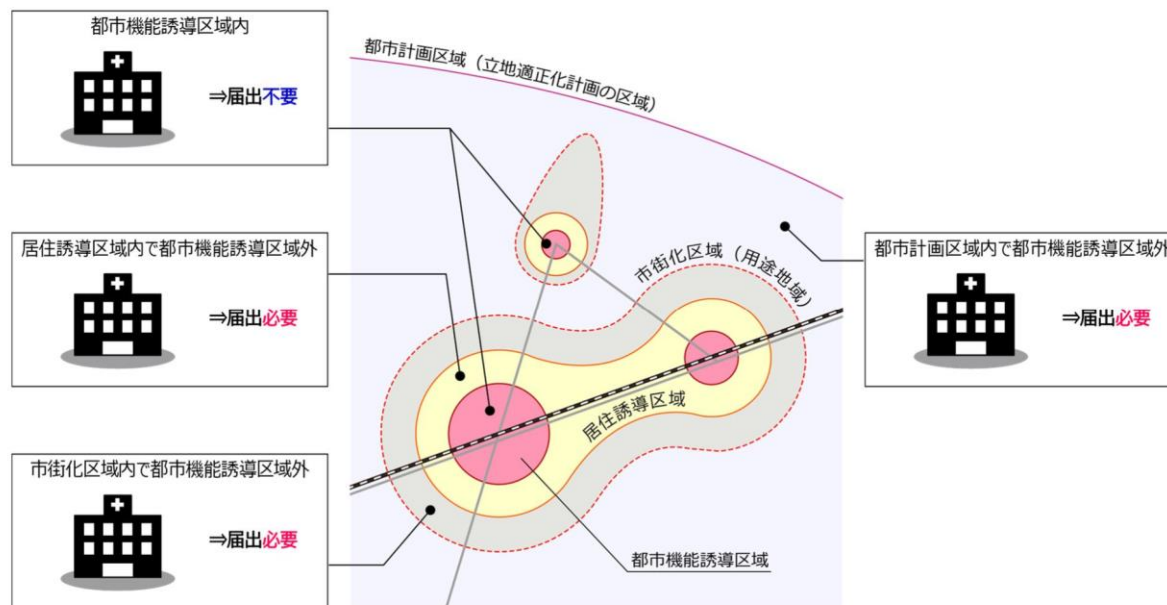 都市機能誘導区域内
⇒届出不要
居住誘導区域内で都市機能誘導区域外
⇒届出必要
市街化区域内で都市機能誘導区域外
⇒届出必要
都市計画区域（立地適正化計画の区域）
市街化区域（用途地域）
居住誘導区域
都市機能誘導区域
都市計画区域内で都市機能誘導区域外
⇒届出必要